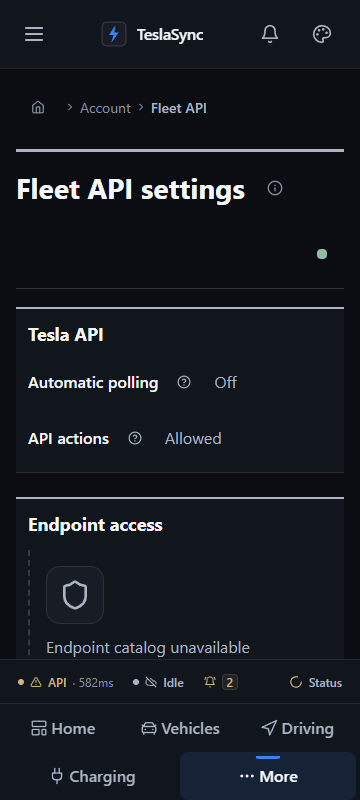 TeslaSync
Account Fleet API
Fleet API settings
Tesla API
Automatic polling Off
API actions Allowed
Endpoint access
Endpoint catalog unavailable
API · 582ms Idle 2 Status
Home Vehicles Driving
Charging More